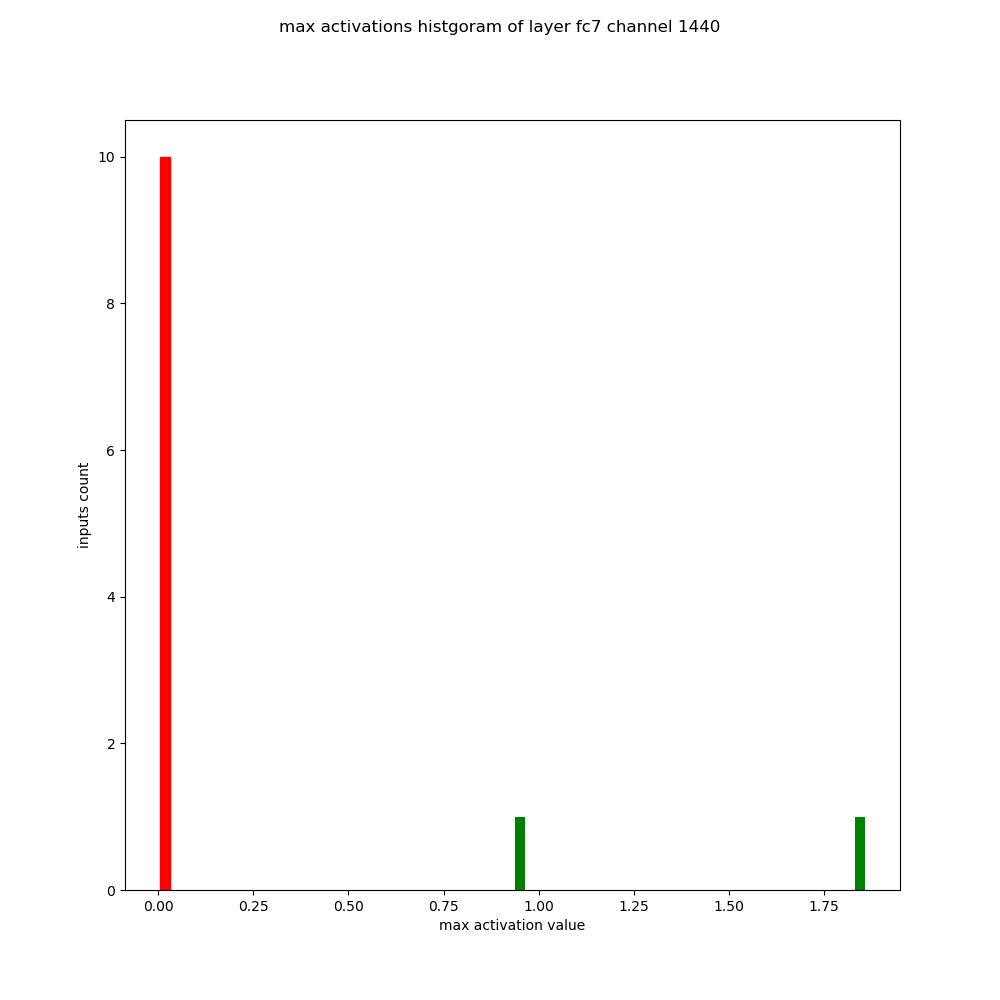 max activations histgoram of layer fc7 channel 1440
10
8
6
4
2
0
inputs count
0.00 0.25 0.50 0.75 1.00 1.25 1.50 1.75
max activation value